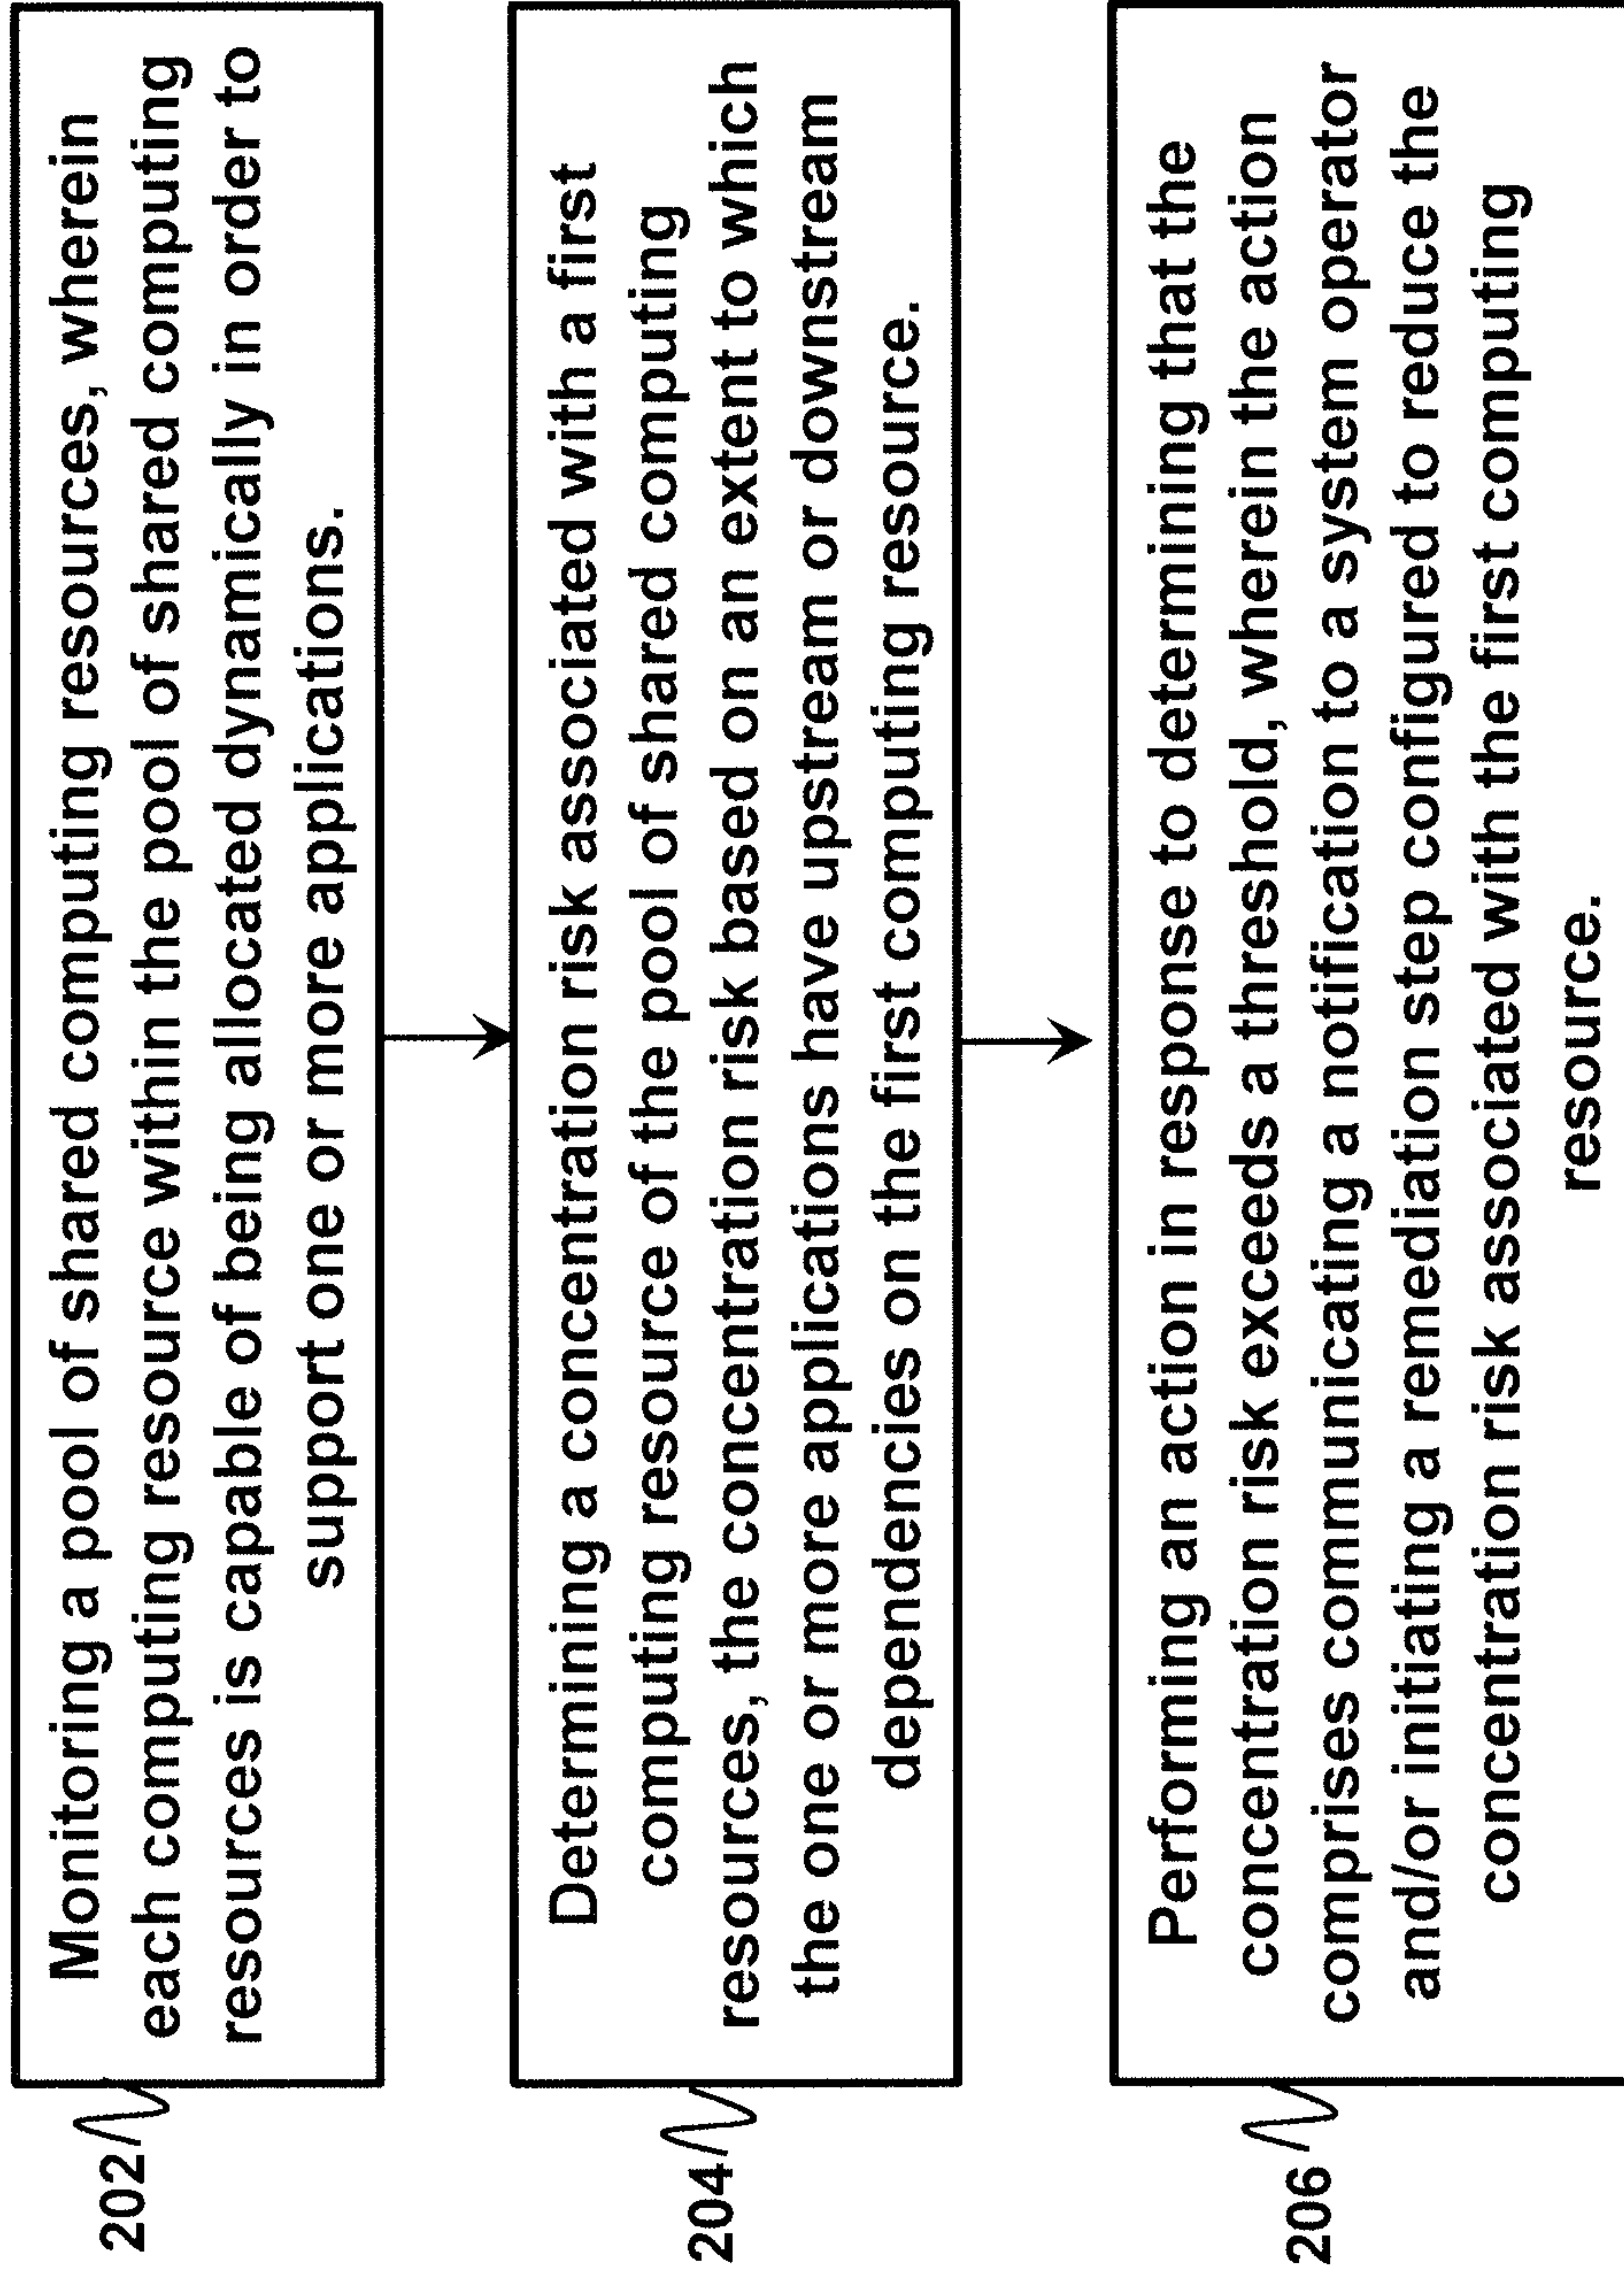 202
Monitoring a pool of shared computing resources, wherein
each computing resource within the pool of shared computing
resources is capable of being allocated dynamically in order to
support one or more applications.
204
Determining a concentration risk associated with a first
computing resource of the pool of shared computing
resources, the concentration risk based on an extent to which
the one or more applications have upstream or downstream
dependencies on the first computing resource.
206
Performing an action in response to determining that the
concentration risk exceeds a threshold, wherein the action
comprises communicating a notification to a system operator
and/or initiating a remediation step configured to reduce the
concentration risk associated with the first computing
resource.